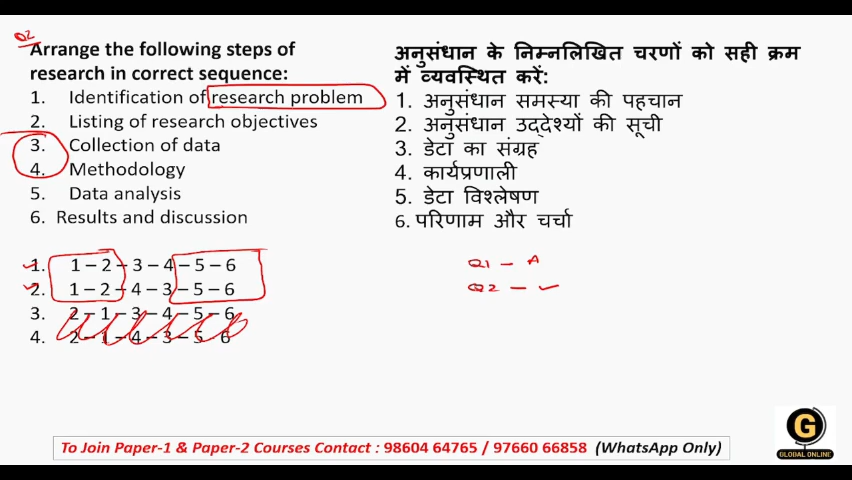 Q2
Arrange the following steps of
research in correct sequence:
1. Identification of research problem
2. Listing of research objectives
3. Collection of data
4. Methodology
5. Data analysis
6. Results and discussion
1. 1 – 2 – 3 – 4 – 5 – 6
2. 1 – 2 – 4 – 3 – 5 – 6
3. 2 – 1 – 3 – 4 – 5 – 6
4. 2 – 1 – 4 – 3 – 5 6
अनुसंधान के निम्नलिखित चरणों को सही क्रम
में व्यवस्थित करें:
1. अनुसंधान समस्या की पहचान
2. अनुसंधान उद्देश्यों की सूची
3. डेटा का संग्रह
4. कार्यप्रणाली
5. डेटा विश्लेषण
6. परिणाम और चर्चा
Q1 – A
Q2 – ✓
To Join Paper-1 & Paper-2 Courses Contact : 98604 64765 / 97660 66858 (WhatsApp Only)
G
GLOBAL ONLINE